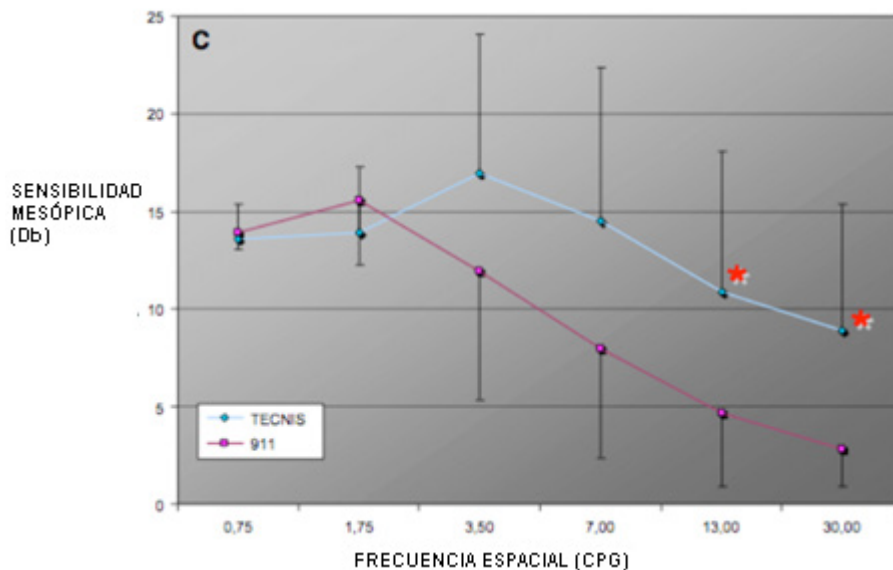 C
25
20
15
10
5
0
SENSIBILIDAD
MESÓPICA
(Db)
TECNIS
911
0,75 1,75 3,50 7,00 13,00 30,00
FRECUENCIA ESPACIAL (CPG)